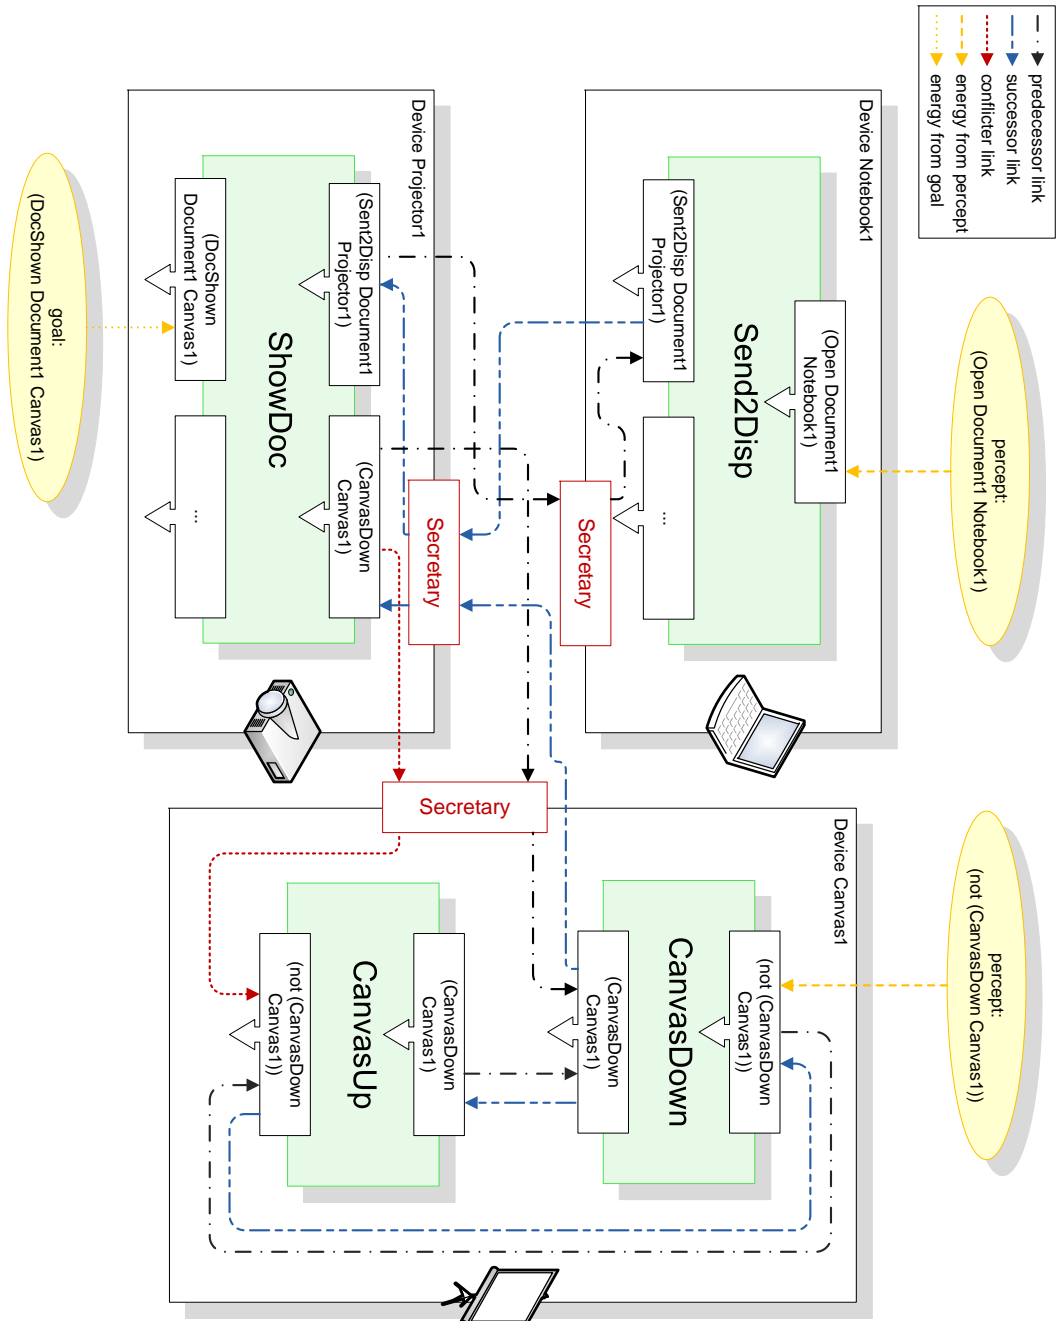 predecessor link
successor link
conflicter link
energy from percept
energy from goal
percept:
(Open Document1 Notebook1)
percept:
(not (CanvasDown Canvas1))
Device Notebook1
(Open Document1
Notebook1)
Send2Disp
(Sent2Disp Document1
Projector1)
...
Secretary
Device Projector1
Secretary
(Sent2Disp Document1
Projector1)
(CanvasDown
Canvas1)
ShowDoc
(DocShown
Document1 Canvas1)
...
goal:
(DocShown Document1 Canvas1)
Device Canvas1
(not (CanvasDown
Canvas1))
CanvasDown
(CanvasDown
Canvas1)
Secretary
(CanvasDown
Canvas1)
CanvasUp
(not (CanvasDown
Canvas1))